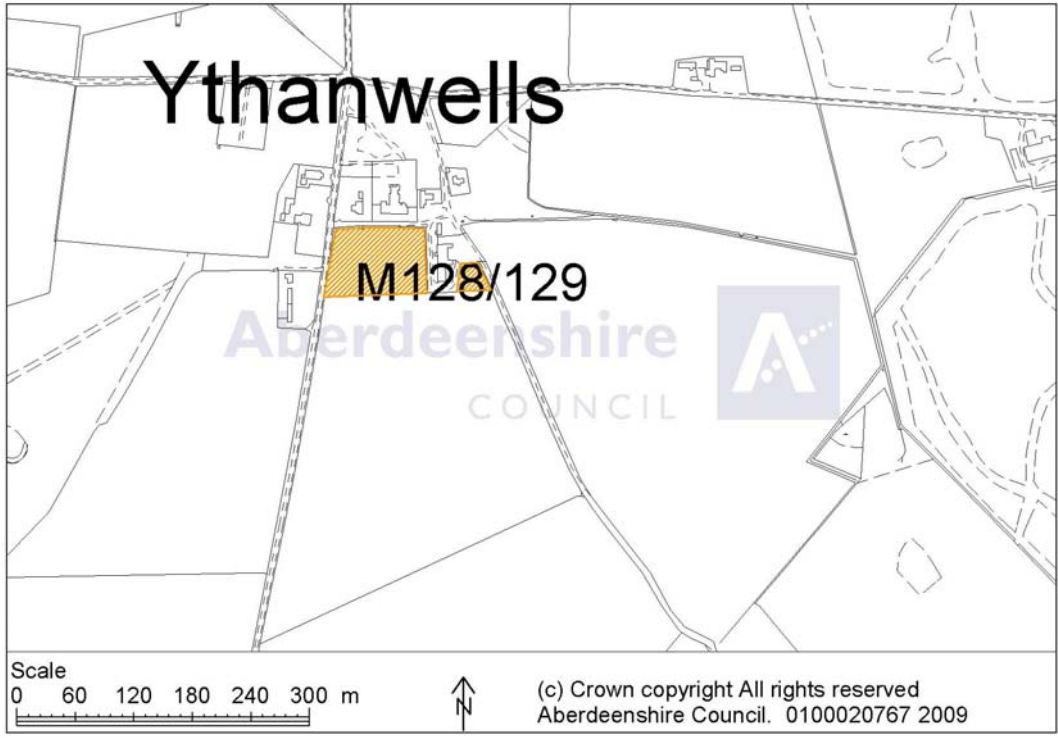 Ythanwells
M128/129
Aberdeenshire
COUNCIL
Scale
0 60 120 180 240 300 m
N
(c) Crown copyright All rights reserved
Aberdeenshire Council. 0100020767 2009